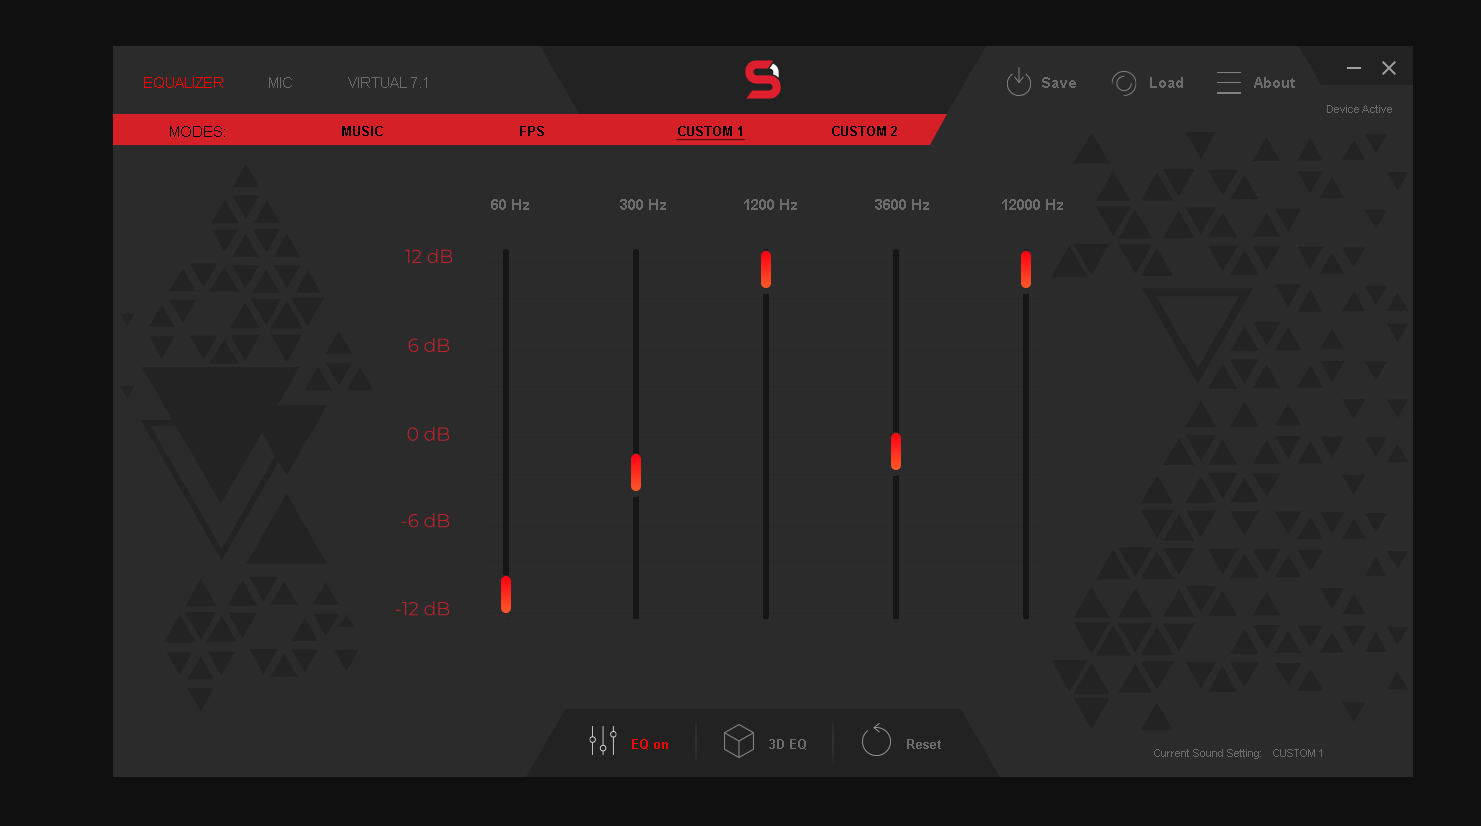 EQUALIZER MIC VIRTUAL 7.1 Save Load About
Device Active
MODES: MUSIC FPS CUSTOM 1 CUSTOM 2
60 Hz 300 Hz 1200 Hz 3600 Hz 12000 Hz
12 dB
6 dB
0 dB
-6 dB
-12 dB
EQ on 3D EQ Reset
Current Sound Setting: CUSTOM 1